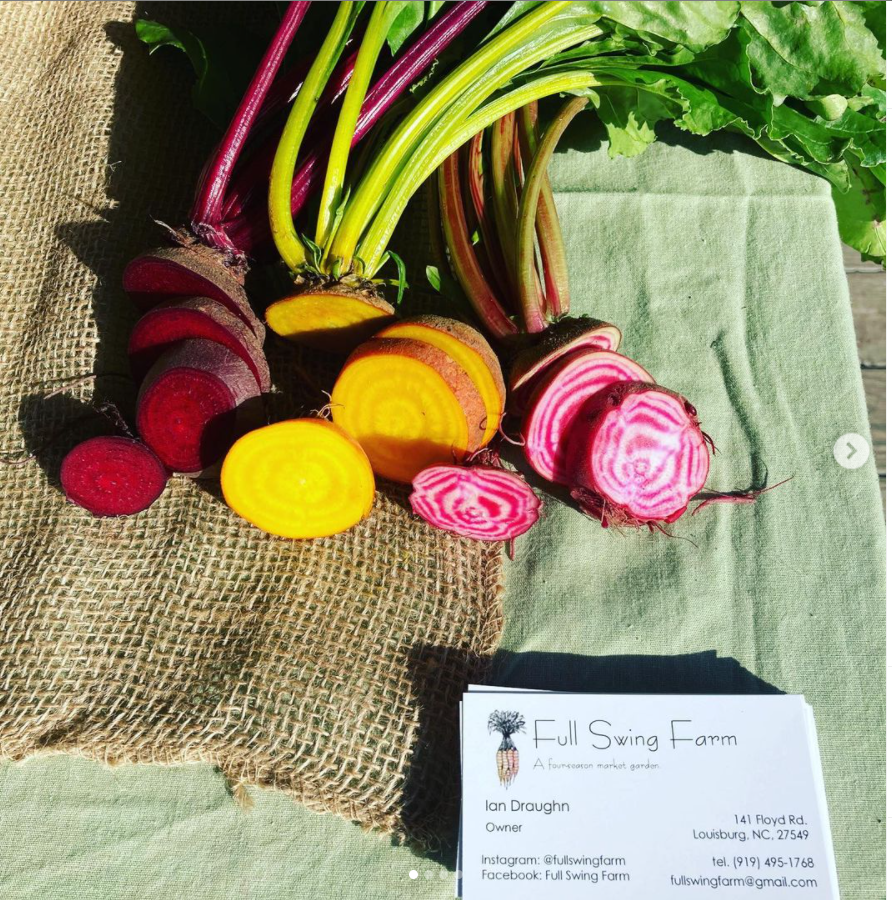 Full Swing Farm
A four-season market garden.
Ian Draughn
Owner
141 Floyd Rd.
Louisburg, NC, 27549
Instagram: @fullswingfarm
Facebook: Full Swing Farm
tel. (919) 495-1768
fullswingfarm@gmail.com